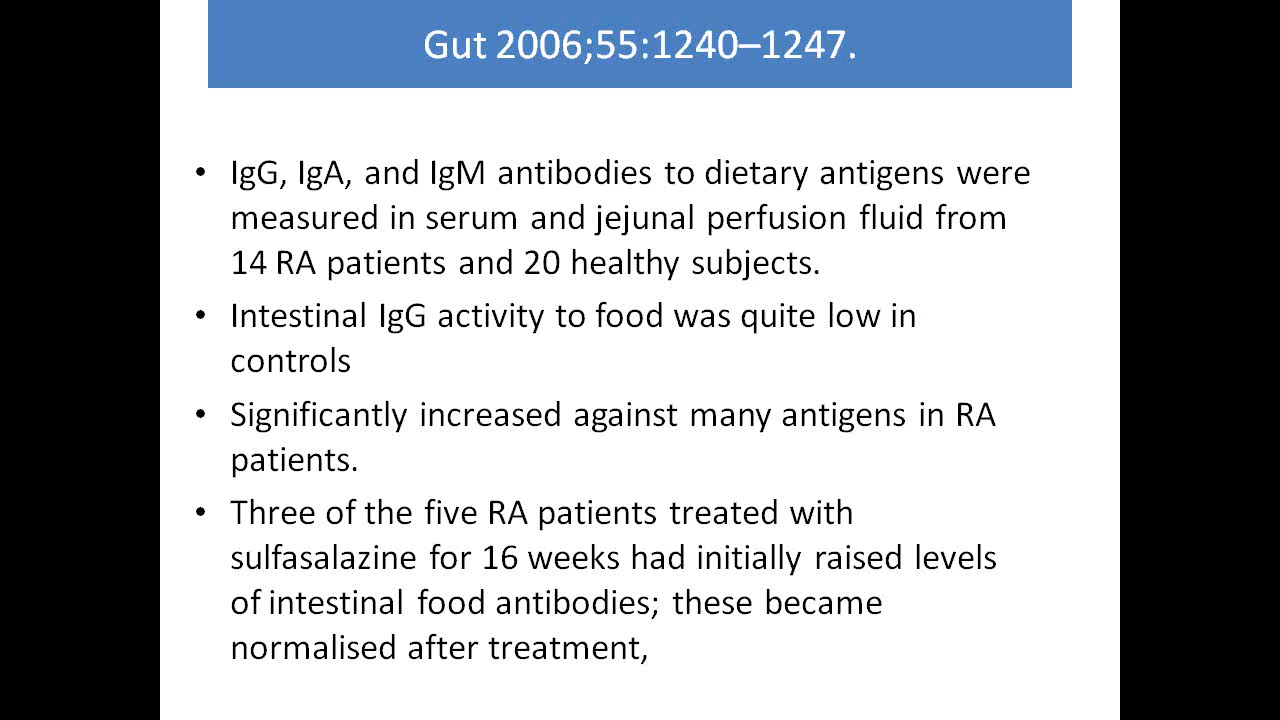 Gut 2006;55:1240–1247.
• IgG, IgA, and IgM antibodies to dietary antigens were
measured in serum and jejunal perfusion fluid from
14 RA patients and 20 healthy subjects.
• Intestinal IgG activity to food was quite low in
controls
• Significantly increased against many antigens in RA
patients.
• Three of the five RA patients treated with
sulfasalazine for 16 weeks had initially raised levels
of intestinal food antibodies; these became
normalised after treatment,